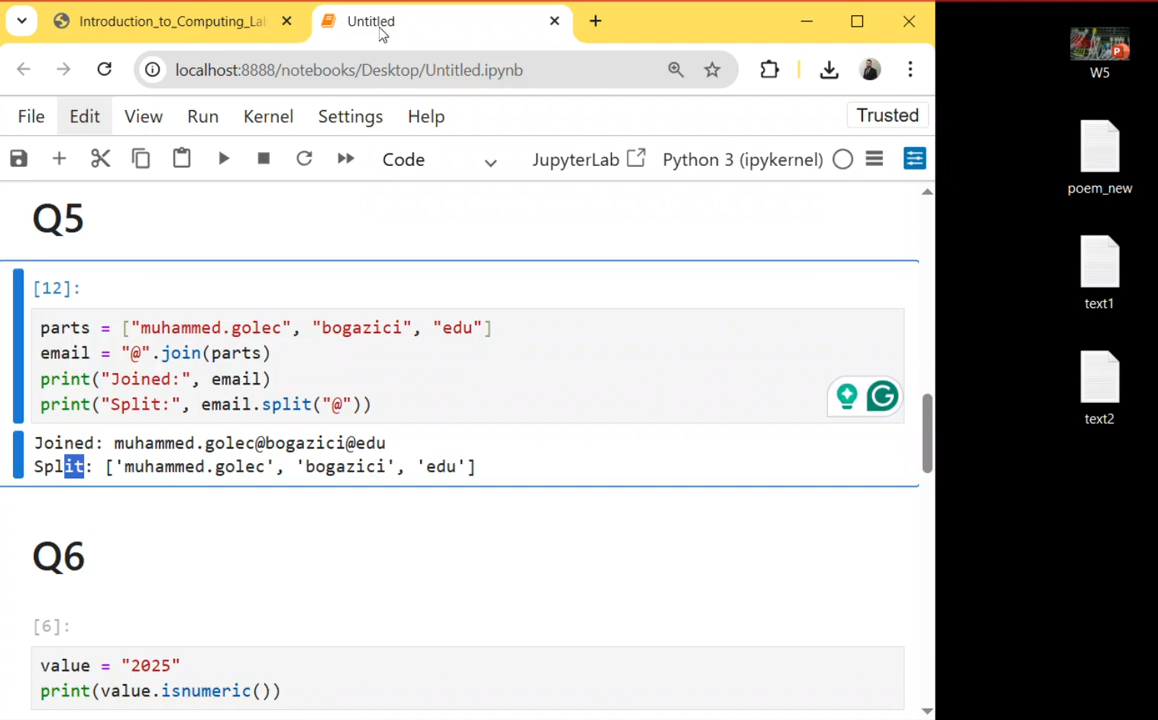 Introduction_to_Computing_La
Untitled
localhost:8888/notebooks/Desktop/Untitled.ipynb
File Edit View Run Kernel Settings Help Trusted
Code JupyterLab Python 3 (ipykernel)
Q5
[12]:
parts = ["muhammed.golec", "bogazici", "edu"]
email = "@".join(parts)
print("Joined:", email)
print("Split:", email.split("@"))
Joined: muhammed.golec@bogazici@edu
Split: ['muhammed.golec', 'bogazici', 'edu']
Q6
[6]:
value = "2025"
print(value.isnumeric())
W5
poem_new
text1
text2